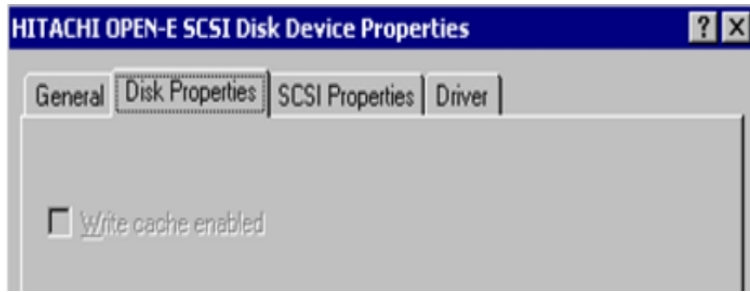 HITACHI OPEN-E SCSI Disk Device Properties
General Disk Properties SCSI Properties Driver
Write cache enabled